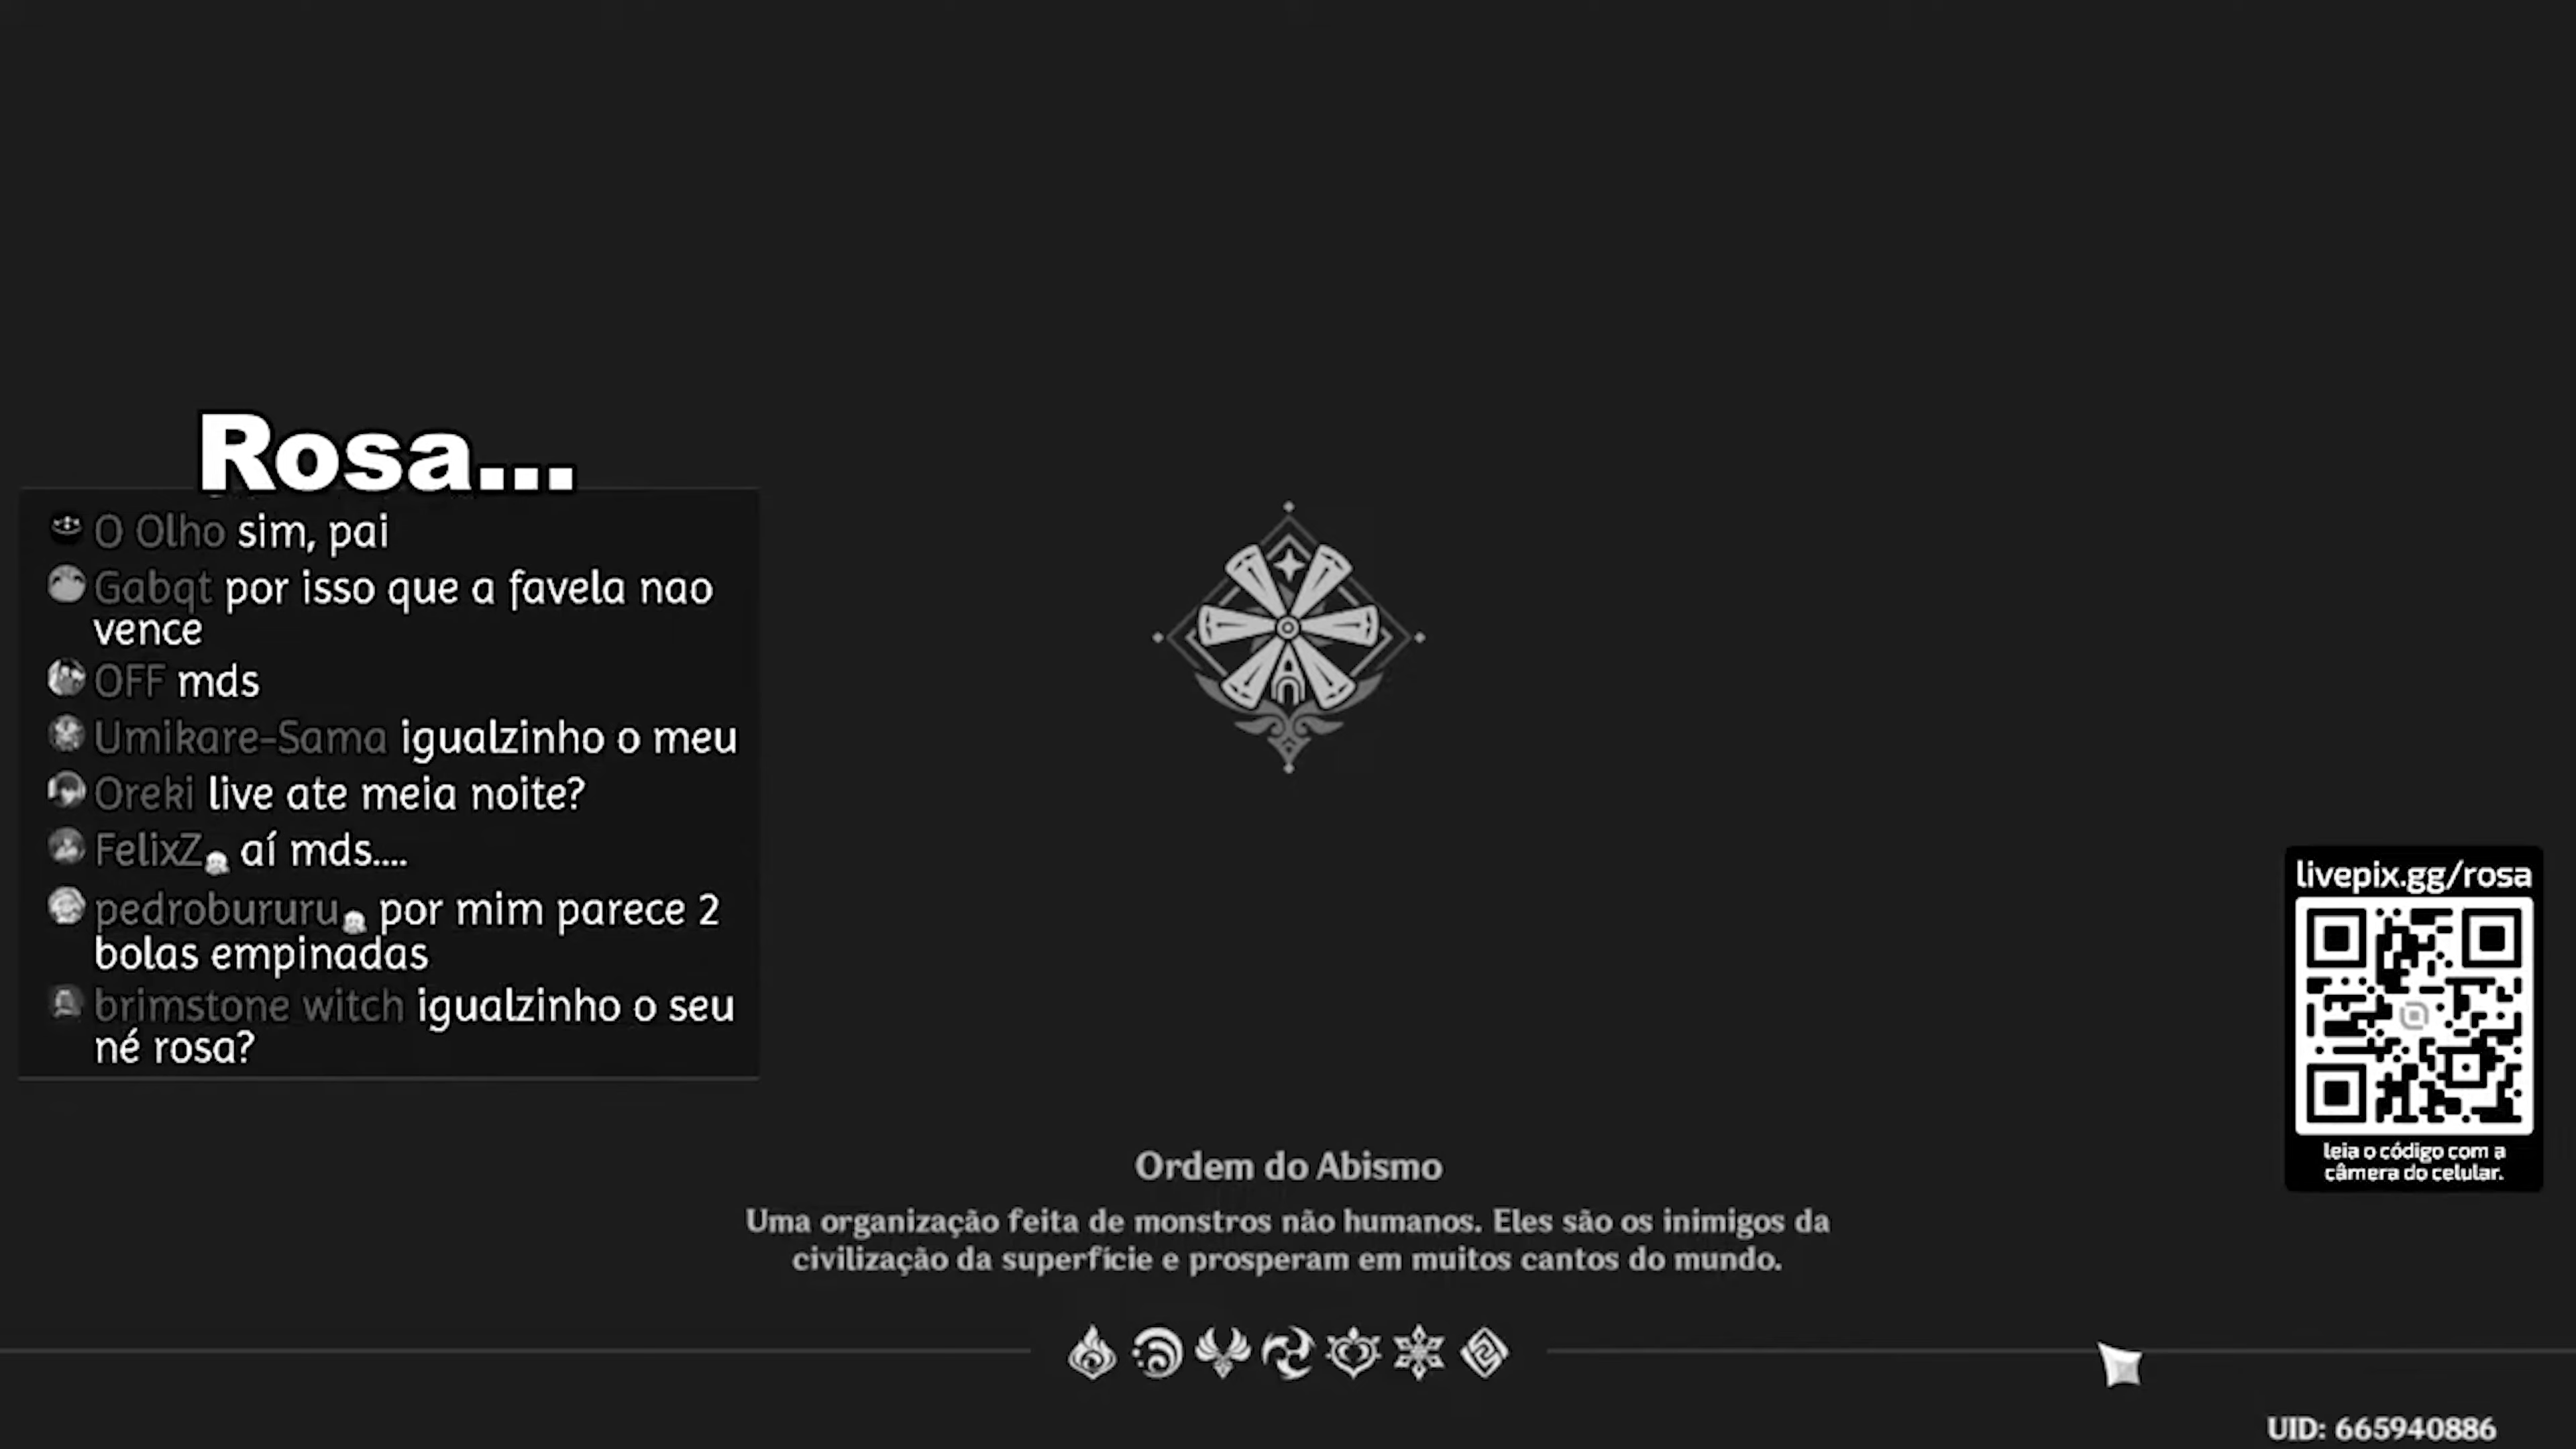 Rosa...
O Olho sim, pai
Gabqt por isso que a favela nao
vence
OFF mds
Umikare-Sama igualzinho o meu
Oreki live ate meia noite?
FelixZ aí mds....
pedrobururu por mim parece 2
bolas empinadas
brimstone witch igualzinho o seu
né rosa?
livepix.gg/rosa
leia o código com a
câmera do celular.
Ordem do Abismo
Uma organização feita de monstros não humanos. Eles são os inimigos da
civilização da superfície e prosperam em muitos cantos do mundo.
UID: 665940886